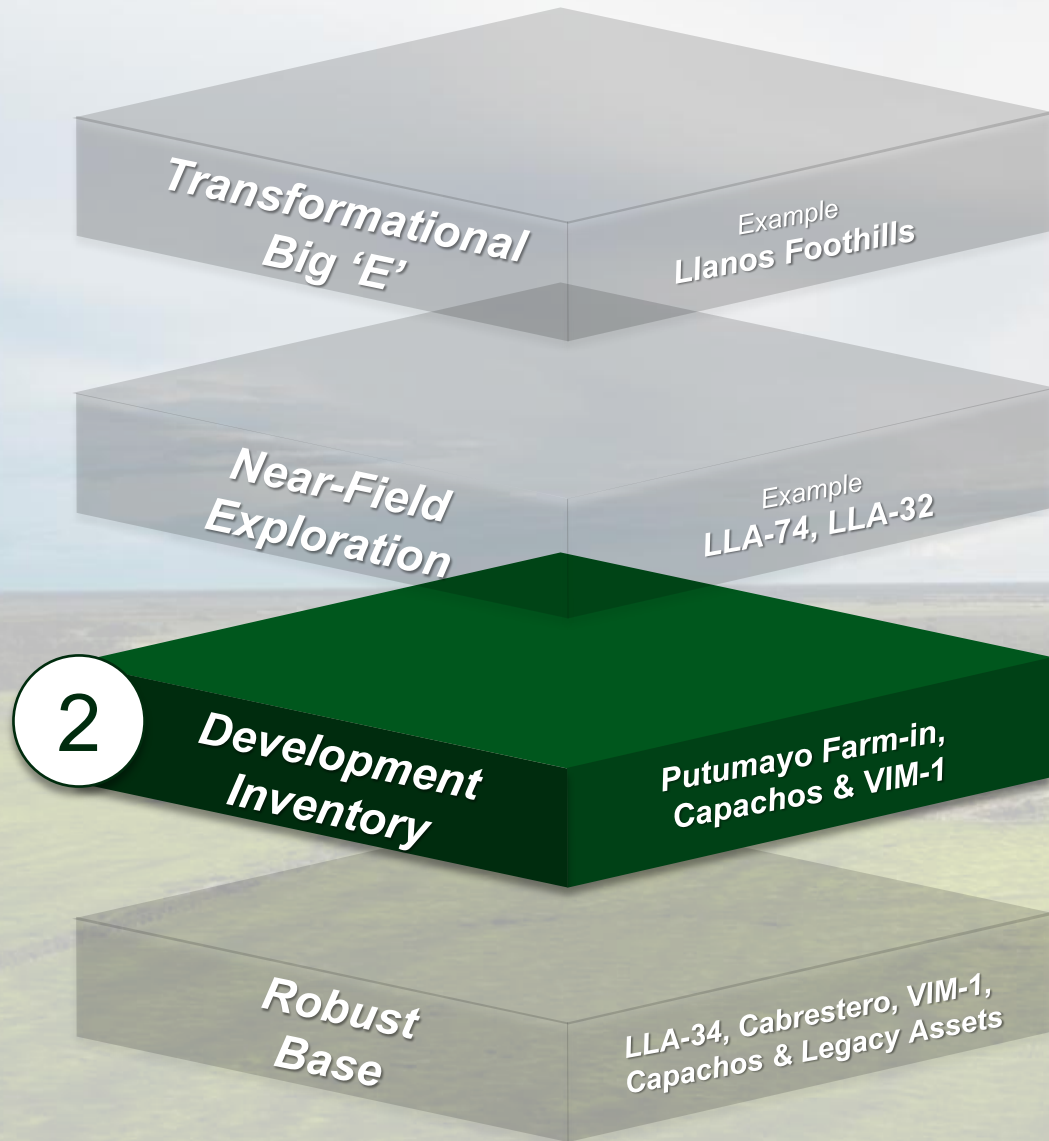 Transformational
Big ‘E’
Example
Llanos Foothills
Near-Field
Exploration
Example
LLA-74, LLA-32
2
Development
Inventory
Putumayo Farm-in,
Capachos & VIM-1
Robust
Base
LLA-34, Cabrestero, VIM-1,
Capachos & Legacy Assets